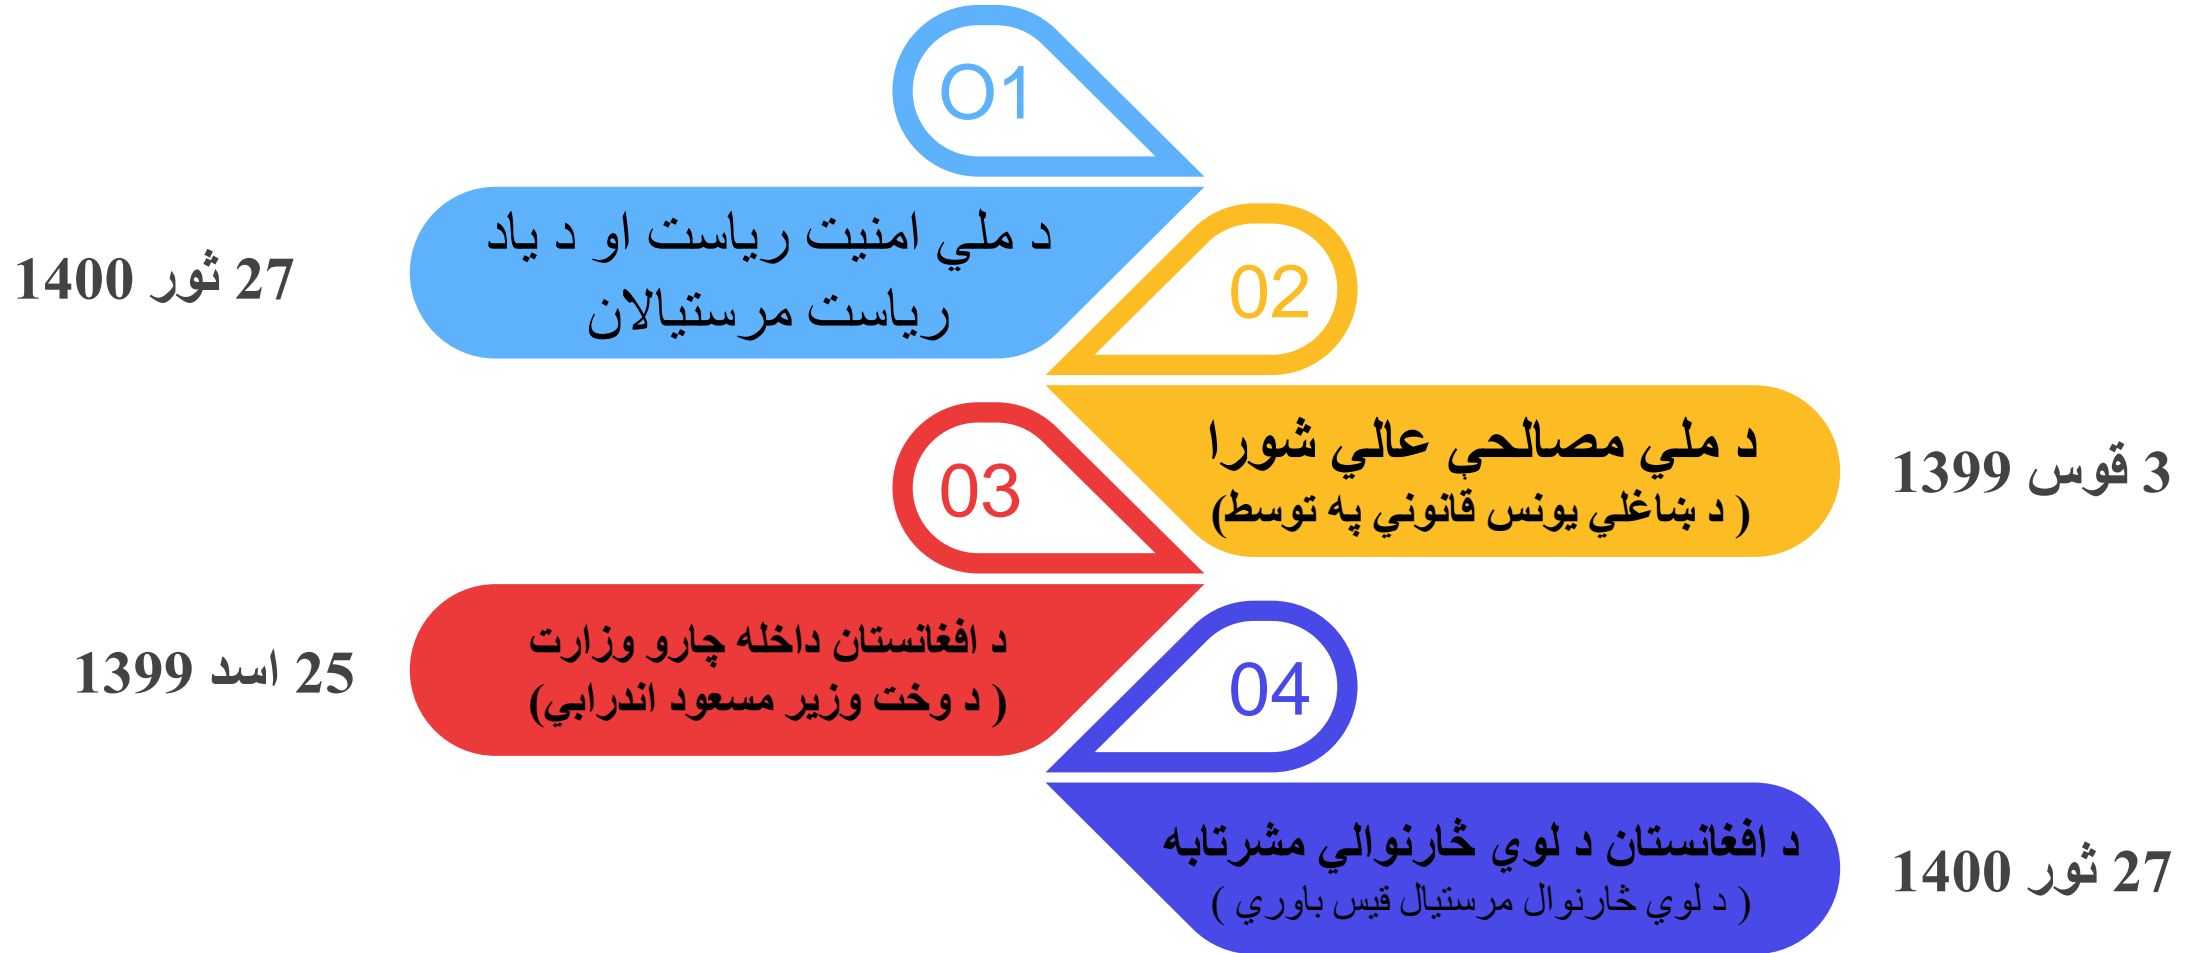 O1
د ملي امنيت رياست او د ياد
رياست مرستيالان
27 ثور 1400
02
د ملي مصالحې عالي شورا
( د ښاغلي يونس قانوني په توسط)
3 قوس 1399
03
د افغانستان داخله چارو وزارت
( د وخت وزير مسعود اندرابي)
25 اسد 1399
04
د افغانستان د لوي څارنوالي مشرتابه
( د لوي څارنوال مرستيال قيس باوري )
27 ثور 1400